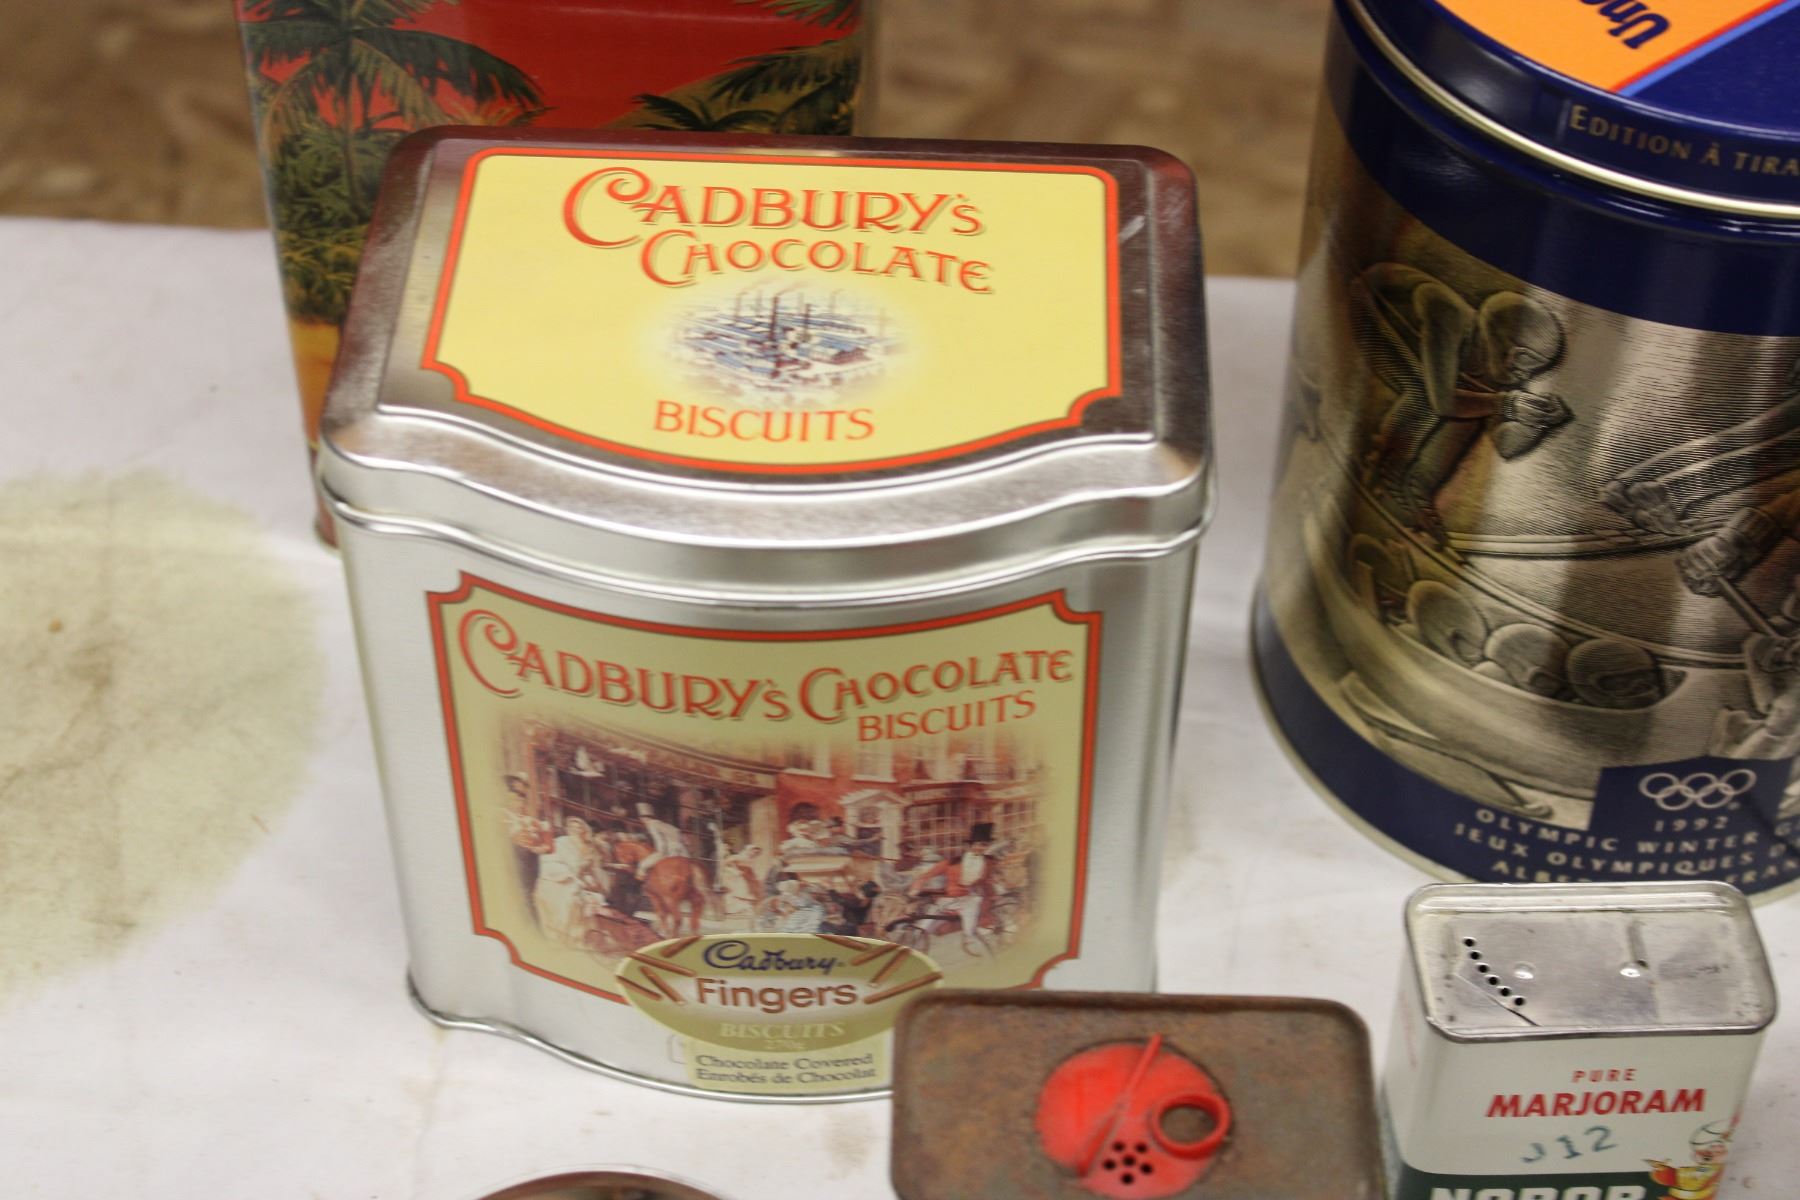 CADBURY'S
CHOCOLATE
BISCUITS
CADBURY'S CHOCOLATE
BISCUITS
Cadbury
Fingers
BISCUITS
270g
Chocolate Covered
Enrobés de Chocolat
EDITION À TIRA
1992
OLYMPIC WINTER G
JEUX OLYMPIQUES D
PURE
MARJORAM
J12